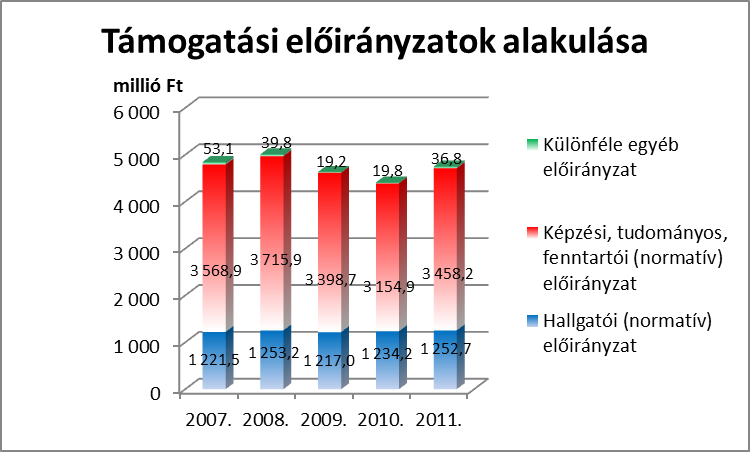 Támogatási előirányzatok alakulása
millió Ft
6 000
5 000
4 000
3 000
2 000
1 000
0
53,1
39,8
19,2
19,8
36,8
3 568,9
3 715,9
3 398,7
3 154,9
3 458,2
1 221,5
1 253,2
1 217,0
1 234,2
1 252,7
2007. 2008. 2009. 2010. 2011.
Különféle egyéb
előirányzat
Képzési, tudományos,
fenntartói (normatív)
előirányzat
Hallgatói (normatív)
előirányzat